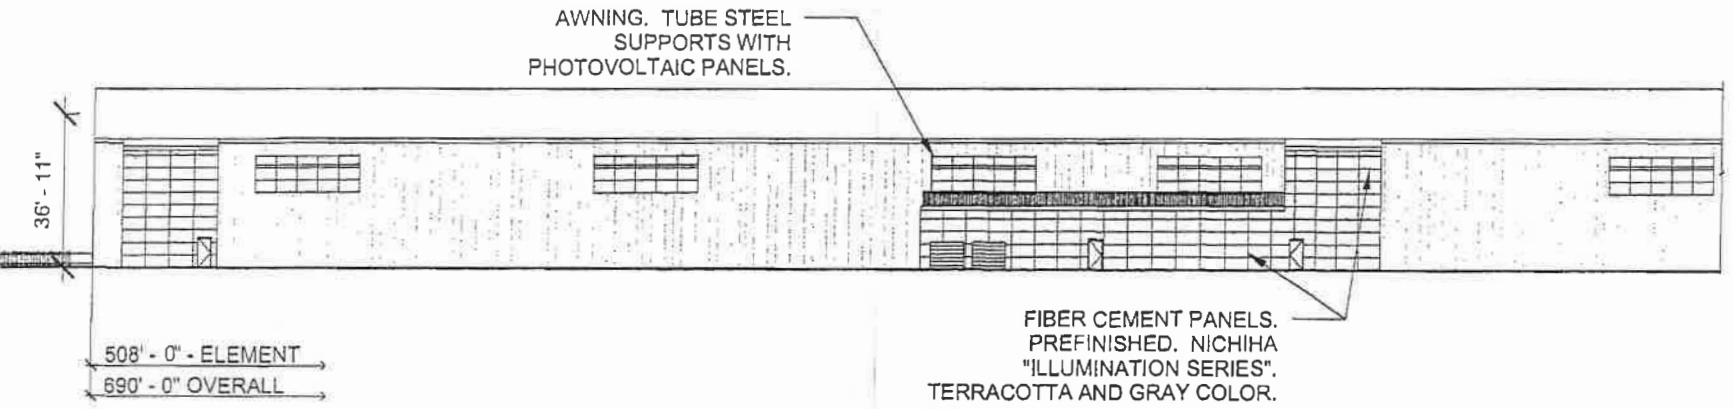 AWNING. TUBE STEEL
SUPPORTS WITH
PHOTOVOLTAIC PANELS.
36' - 11"
FIBER CEMENT PANELS.
PREFINISHED. NICHIHA
"ILLUMINATION SERIES".
TERRACOTTA AND GRAY COLOR.
508' - 0" - ELEMENT
690' - 0" OVERALL